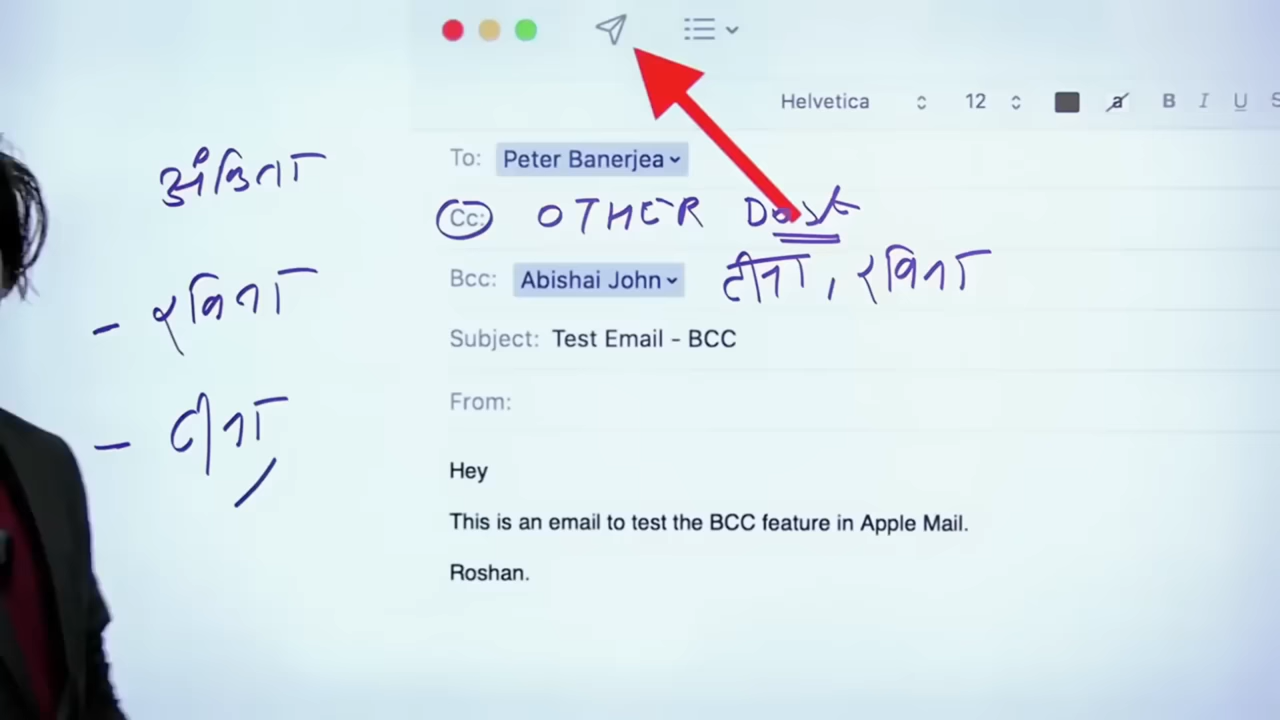 Helvetica 12 a B I U S
To: Peter Banerjea
Cc: OTHER Dost
Bcc: Abishai John टीना, रविना
Subject: Test Email - BCC
From:
Hey
This is an email to test the BCC feature in Apple Mail.
Roshan.
अंकिता
- रविना
- टीना